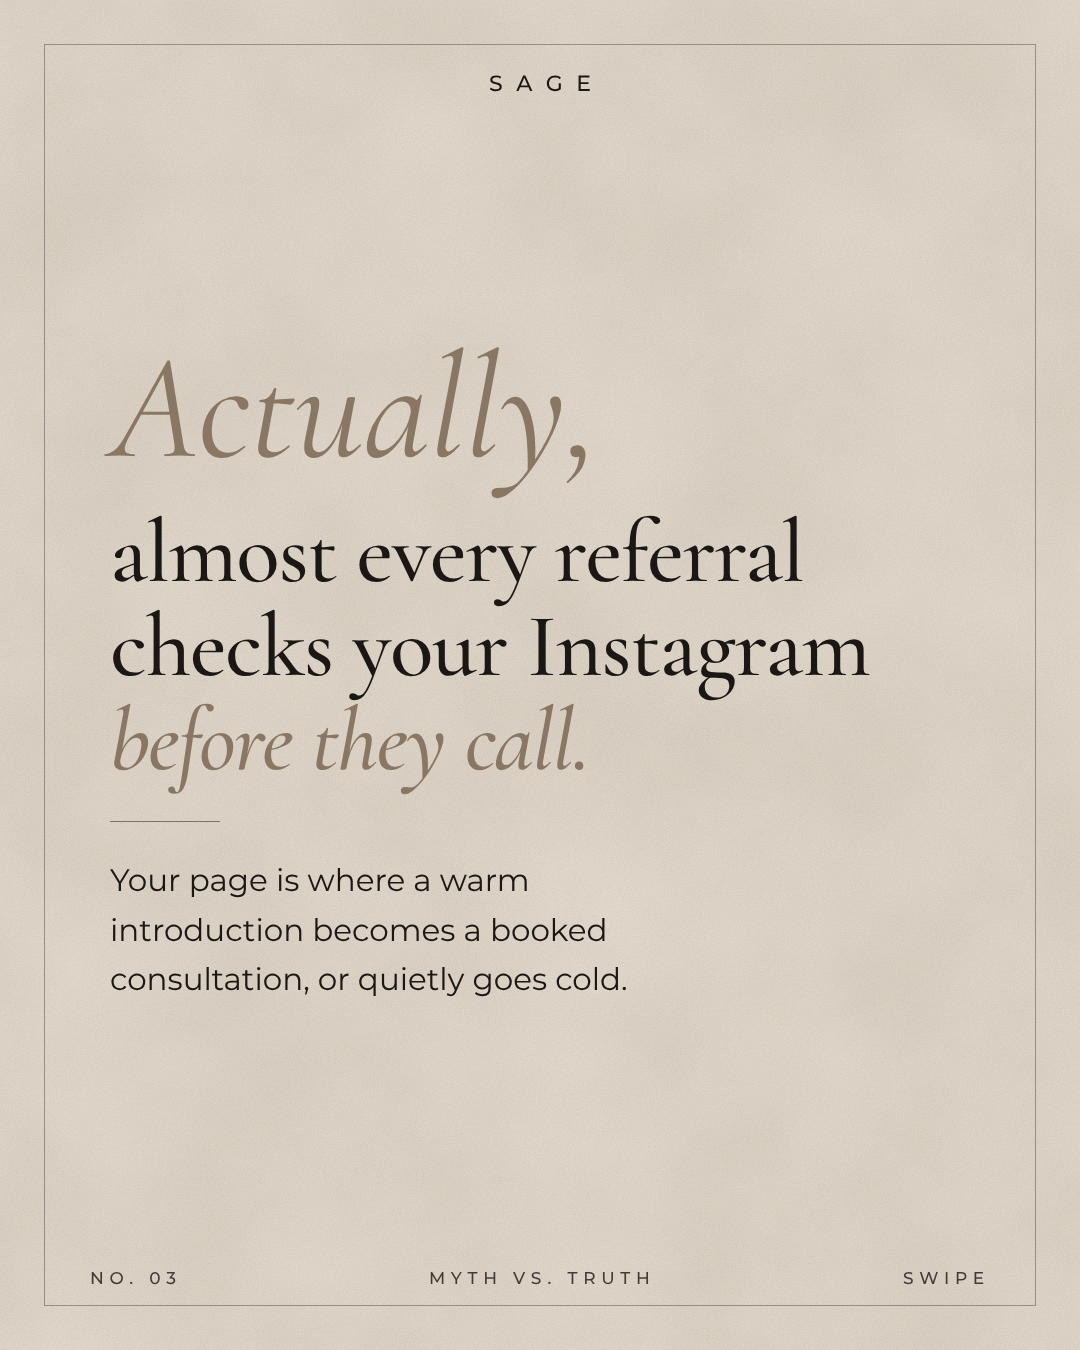 SAGE
Actually,
almost every referral
checks your Instagram
before they call.
Your page is where a warm
introduction becomes a booked
consultation, or quietly goes cold.
NO. 03
MYTH VS. TRUTH
SWIPE